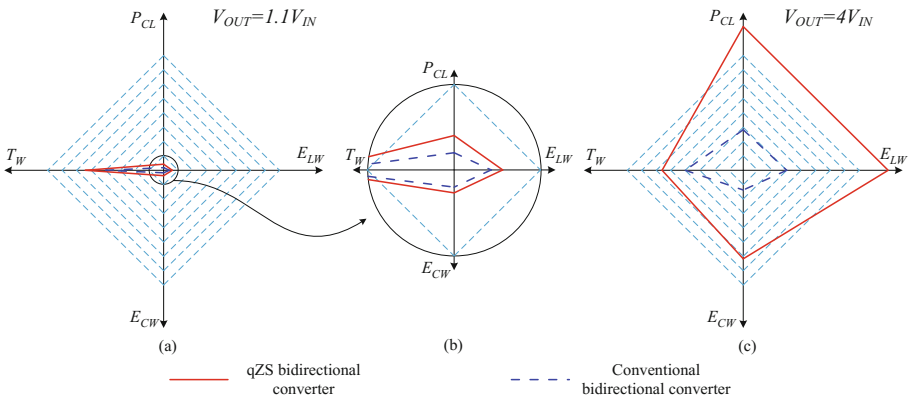 P_CL
V_OUT=1.1V_IN
T_W
E_LW
E_CW
(a)
P_CL
T_W
E_LW
E_CW
(b)
P_CL
V_OUT=4V_IN
T_W
E_LW
E_CW
(c)
qZS bidirectional
converter
Conventional
bidirectional converter